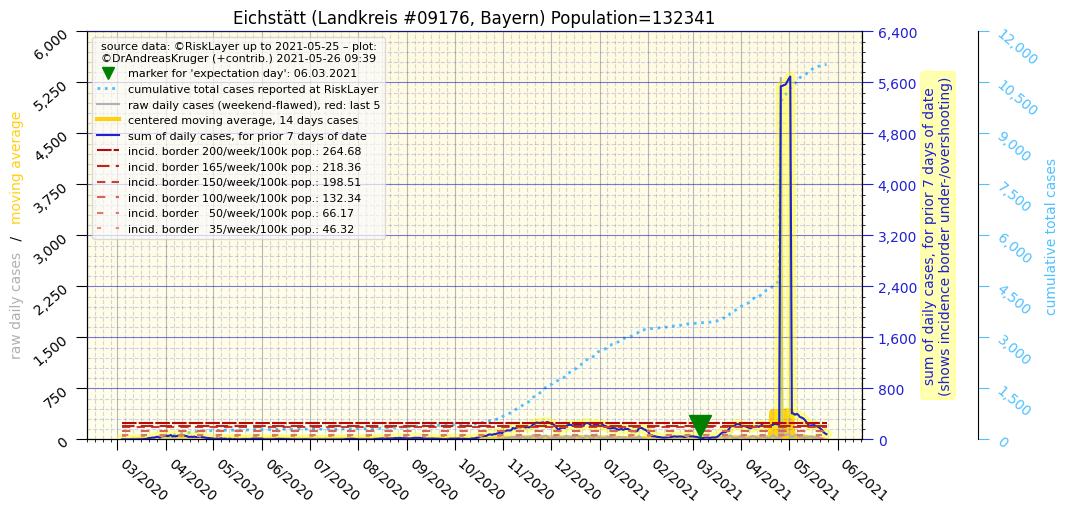 Eichstätt (Landkreis #09176, Bayern) Population=132341
source data: ©RiskLayer up to 2021-05-25 – plot:
©DrAndreasKruger (+contrib.) 2021-05-26 09:39
marker for 'expectation day': 06.03.2021
cumulative total cases reported at RiskLayer
raw daily cases (weekend-flawed), red: last 5
centered moving average, 14 days cases
sum of daily cases, for prior 7 days of date
incid. border 200/week/100k pop.: 264.68
incid. border 165/week/100k pop.: 218.36
incid. border 150/week/100k pop.: 198.51
incid. border 100/week/100k pop.: 132.34
incid. border 50/week/100k pop.: 66.17
incid. border 35/week/100k pop.: 46.32
raw daily cases / moving average
6,000
5,250
4,500
3,750
3,000
2,250
1,500
750
0
03/2020
04/2020
05/2020
06/2020
07/2020
08/2020
09/2020
10/2020
11/2020
12/2020
01/2021
02/2021
03/2021
04/2021
05/2021
06/2021
6,400
5,600
4,800
4,000
3,200
2,400
1,600
800
0
sum of daily cases, for prior 7 days of date
(shows incidence border under-/overshooting)
12,000
10,500
9,000
7,500
6,000
4,500
3,000
1,500
0
cumulative total cases